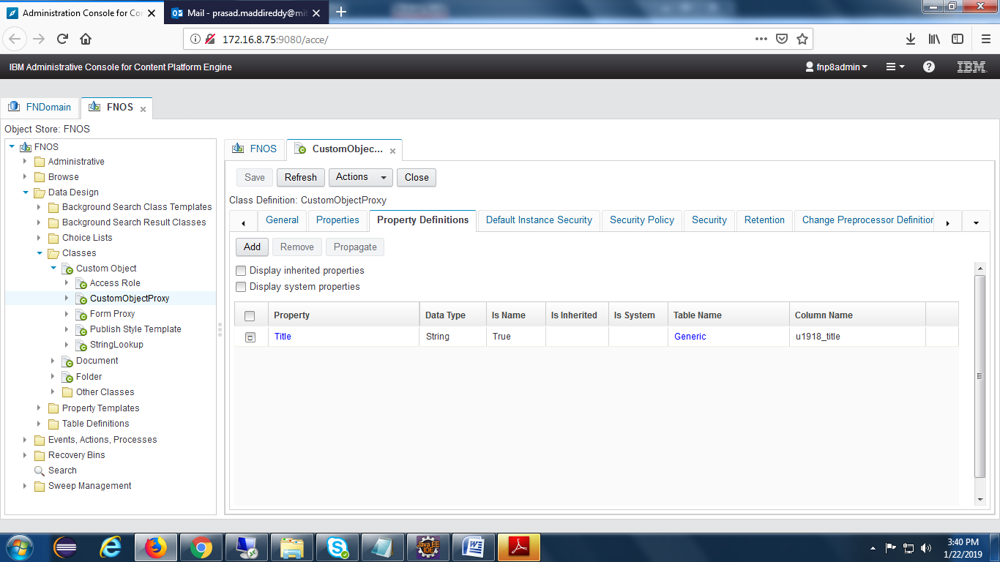 Administration Console for Con
Mail - prasad.maddireddy@mit
172.16.8.75:9080/acce/
IBM Administrative Console for Content Platform Engine
fnp8admin
IBM.
FNDomain
FNOS
Object Store: FNOS
FNOS
Administrative
Browse
Data Design
Background Search Class Templates
Background Search Result Classes
Choice Lists
Classes
Custom Object
Access Role
CustomObjectProxy
Form Proxy
Publish Style Template
StringLookup
Document
Folder
Other Classes
Property Templates
Table Definitions
Events, Actions, Processes
Recovery Bins
Search
Sweep Management
FNOS CustomObjec...
Save Refresh Actions Close
Class Definition: CustomObjectProxy
General Properties Property Definitions Default Instance Security Security Policy Security Retention Change Preprocessor Definition
Add Remove Propagate
Display inherited properties
Display system properties
Property Data Type Is Name Is Inherited Is System Table Name Column Name
Title String True Generic u1918_title
Java EE
IDE
3:40 PM
1/22/2019